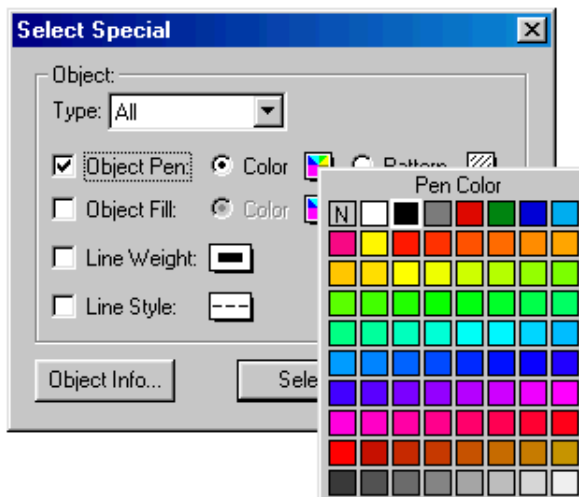 Select Special
Object:
Type: All
Object Pen: Color Pattern
Pen Color
N
Object Fill: Color
Line Weight:
Line Style:
Object Info...